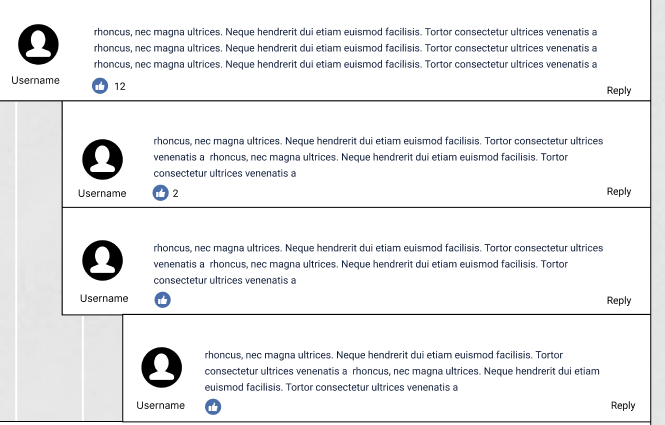 rhoncus, nec magna ultrices. Neque hendrerit dui etiam euismod facilisis. Tortor consectetur ultrices venenatis a
rhoncus, nec magna ultrices. Neque hendrerit dui etiam euismod facilisis. Tortor consectetur ultrices venenatis a
rhoncus, nec magna ultrices. Neque hendrerit dui etiam euismod facilisis. Tortor consectetur ultrices venenatis a
Username
12
Reply
rhoncus, nec magna ultrices. Neque hendrerit dui etiam euismod facilisis. Tortor consectetur ultrices
venenatis a rhoncus, nec magna ultrices. Neque hendrerit dui etiam euismod facilisis. Tortor
consectetur ultrices venenatis a
Username
2
Reply
rhoncus, nec magna ultrices. Neque hendrerit dui etiam euismod facilisis. Tortor consectetur ultrices
venenatis a rhoncus, nec magna ultrices. Neque hendrerit dui etiam euismod facilisis. Tortor
consectetur ultrices venenatis a
Username
Reply
rhoncus, nec magna ultrices. Neque hendrerit dui etiam euismod facilisis. Tortor
consectetur ultrices venenatis a rhoncus, nec magna ultrices. Neque hendrerit dui etiam
euismod facilisis. Tortor consectetur ultrices venenatis a
Username
Reply